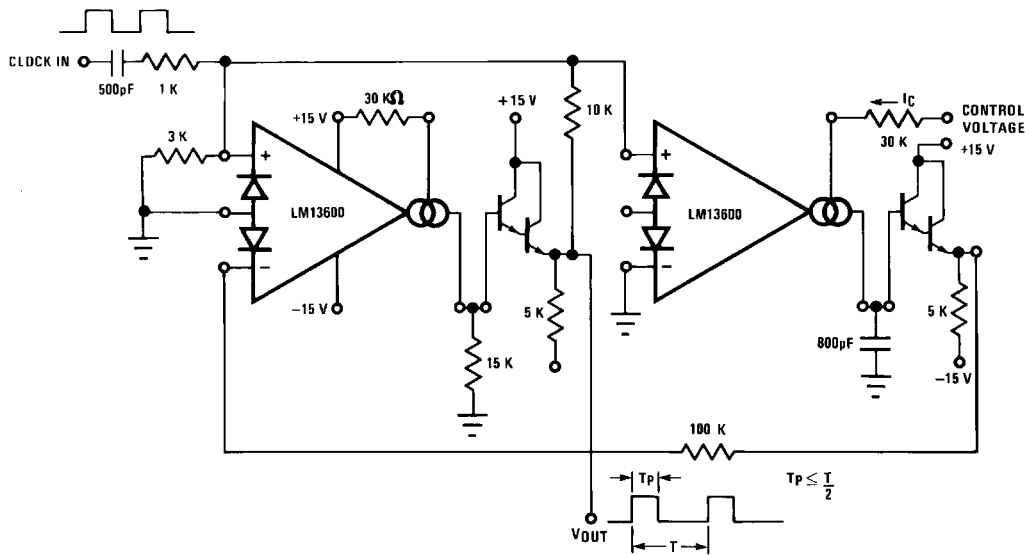 CLOCK IN
500pF
1 K
3 K
+15 V
30 KΩ
+
LM13600
−
−15 V
+15 V
10 K
5 K
15 K
+
LM13600
−
IC
30 K
CONTROL
VOLTAGE
+15 V
5 K
800pF
−15 V
100 K
TP
TP ≤ T/2
VOUT
T